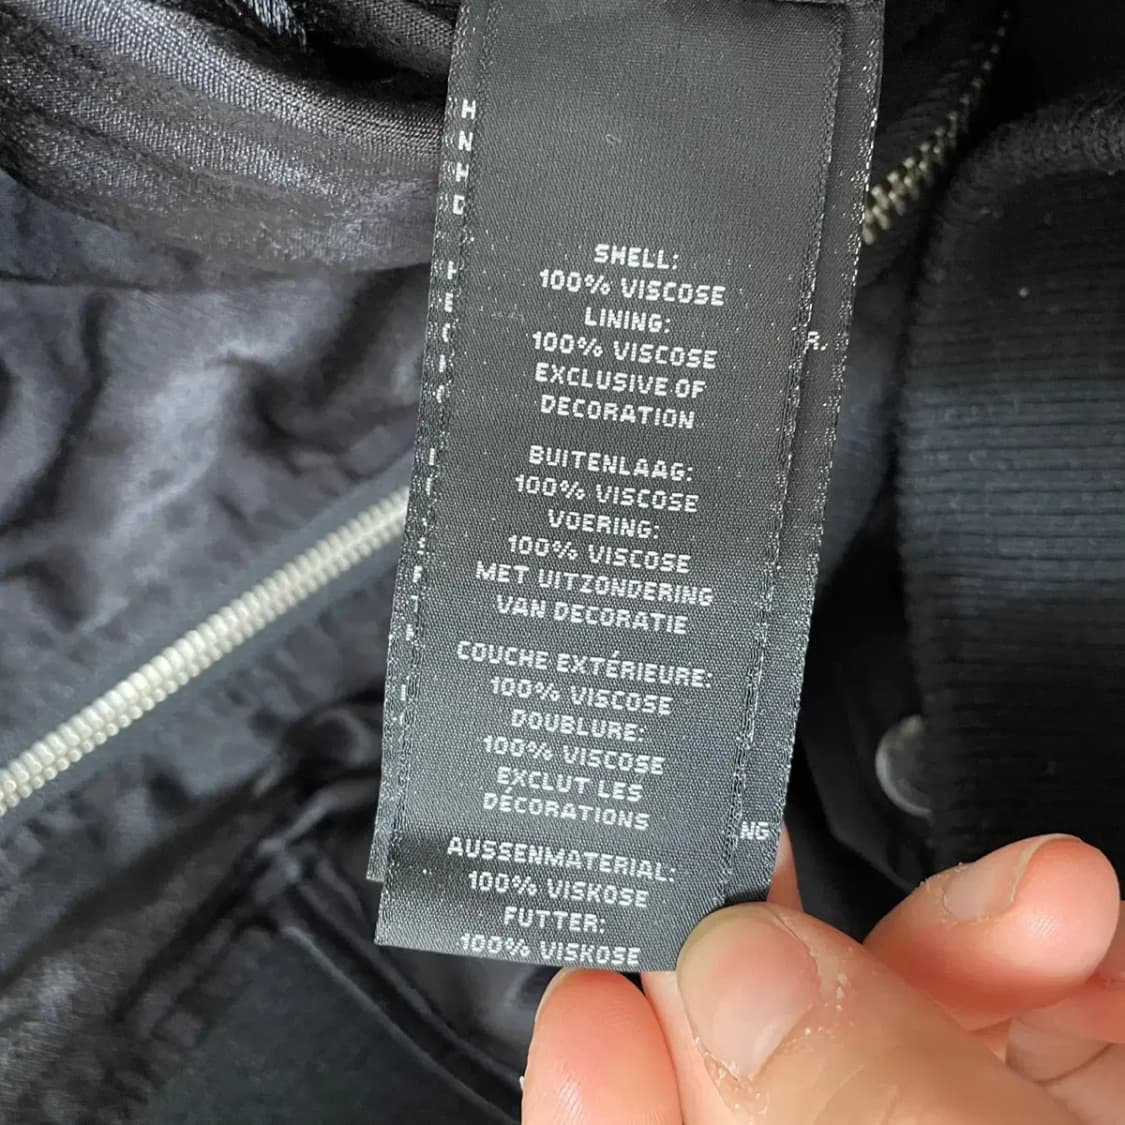 SHELL:
100% VISCOSE
LINING:
100% VISCOSE
EXCLUSIVE OF
DECORATION
BUITENLAAG:
100% VISCOSE
VOERING:
100% VISCOSE
MET UITZONDERING
VAN DECORATIE
COUCHE EXTÉRIEURE:
100% VISCOSE
DOUBLURE:
100% VISCOSE
EXCLUT LES
DÉCORATIONS
AUSSENMATERIAL:
100% VISKOSE
FUTTER:
100% VISKOSE
R.
NG